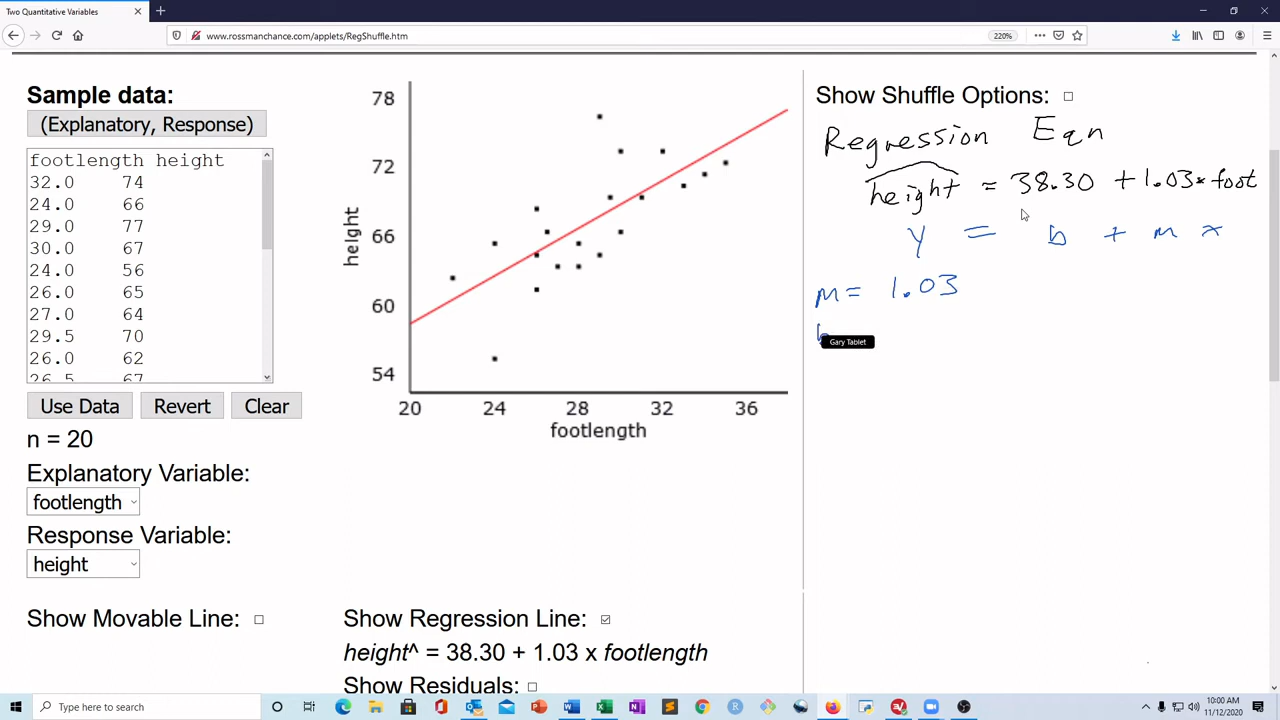 Two Quantitative Variables
www.rossmanchance.com/applets/RegShuffle.htm
220%
Sample data:
(Explanatory, Response)
footlength height
32.0 74
24.0 66
29.0 77
30.0 67
24.0 56
26.0 65
27.0 64
29.5 70
26.0 62
26.5 67
Use Data Revert Clear
n = 20
Explanatory Variable:
footlength
Response Variable:
height
Show Movable Line:
78
72
66
60
54
height
20 24 28 32 36
footlength
Show Regression Line:
height^ = 38.30 + 1.03 x footlength
Show Residuals:
Show Shuffle Options:
Regression Eqn
height = 38.30 + 1.03 * foot
y = b + m x
m = 1.03
b
Gary Tablet
Type here to search
10:00 AM
11/12/2020